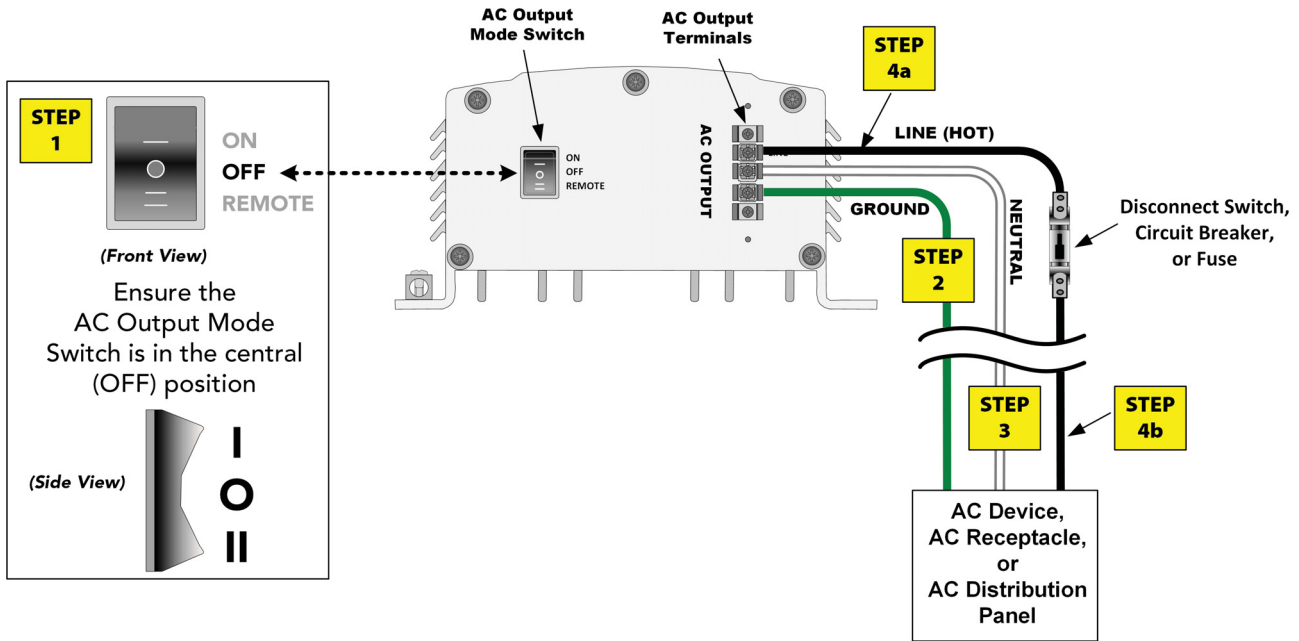 AC Output
Mode Switch
AC Output
Terminals
STEP
4a
STEP
1
ON
OFF
REMOTE
(Front View)
Ensure the
AC Output Mode
Switch is in the central
(OFF) position
(Side View)
I
O
II
ON
OFF
REMOTE
AC OUTPUT
LINE (HOT)
GROUND
NEUTRAL
Disconnect Switch,
Circuit Breaker,
or Fuse
STEP
2
STEP
3
STEP
4b
AC Device,
AC Receptacle,
or
AC Distribution
Panel